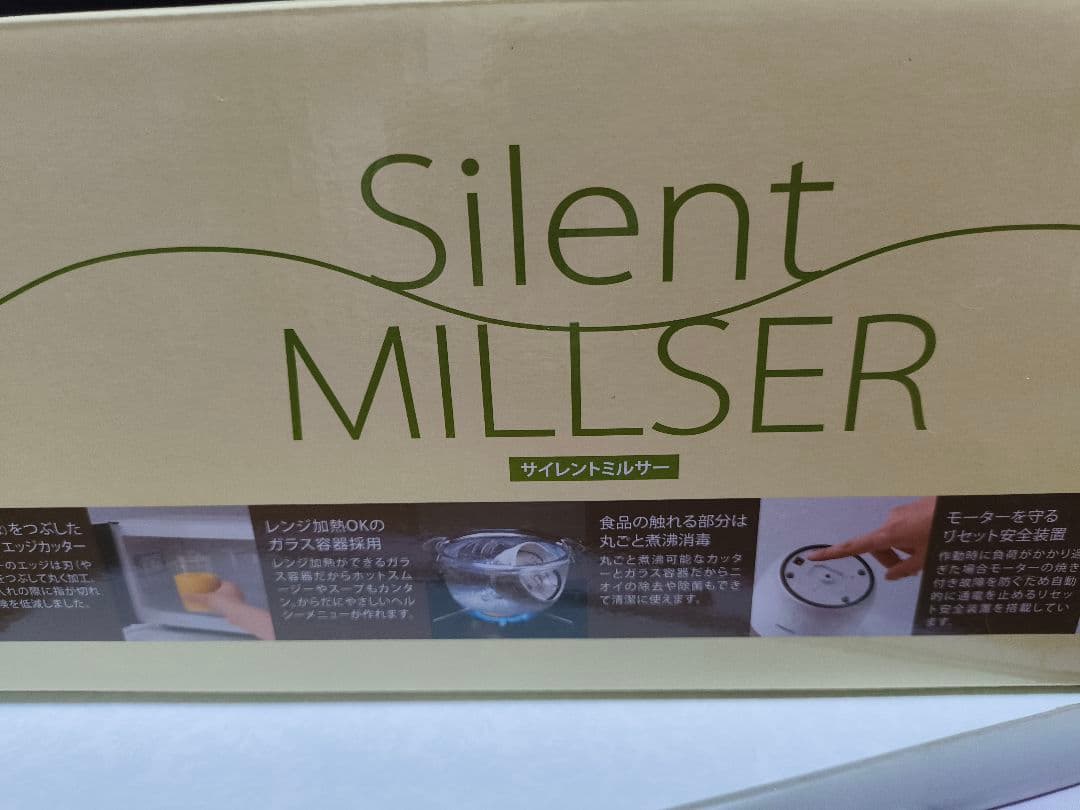 Silent
MILLSER
サイレントミルサー
をつぶした
エッジカッター
ーのエッジは刃(や
をつぶして丸く加工。
入れの際に指が切れ
険を低減しました。
レンジ加熱OKの
ガラス容器採用
レンジ加熱ができるガラ
ス容器だからホットスム
ージーやスープもカンタ
ン。からだにやさしいヘル
シーメニューが作れます。
食品の触れる部分は
丸ごと煮沸消毒
丸ごと煮沸可能なカッタ
ーとガラス容器だからニ
オイの除去や除菌もでき
て清潔に使えます。
モーターを守る
リセット安全装置
作動時に負荷がかかり過
ぎた場合モーターの焼き
付き故障を防ぐため自動
的に通電を止めるリセッ
ト安全装置を搭載してい
ます。